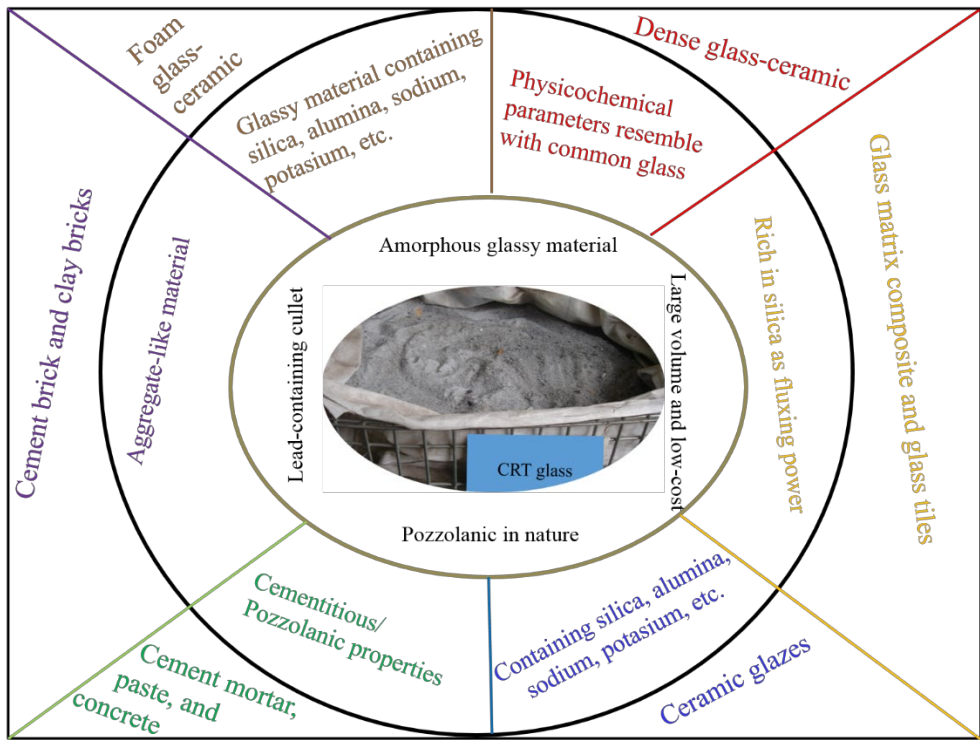 Foam
glass-
ceramic
Glassy material containing
silica, alumina, sodium,
potasium, etc.
Dense glass-ceramic
Physicochemical
parameters resemble
with common glass
Glass matrix composite and glass tiles
Rich in silica as fluxing power
Ceramic glazes
Containing silica, alumina,
sodium, potasium, etc.
Cement mortar,
paste, and
concrete
Cementitious/
Pozzolanic properties
Cement brick and clay bricks
Aggregate-like material
Amorphous glassy material
Large volume and low-cost
Pozzolanic in nature
Lead-containing cullet
CRT glass